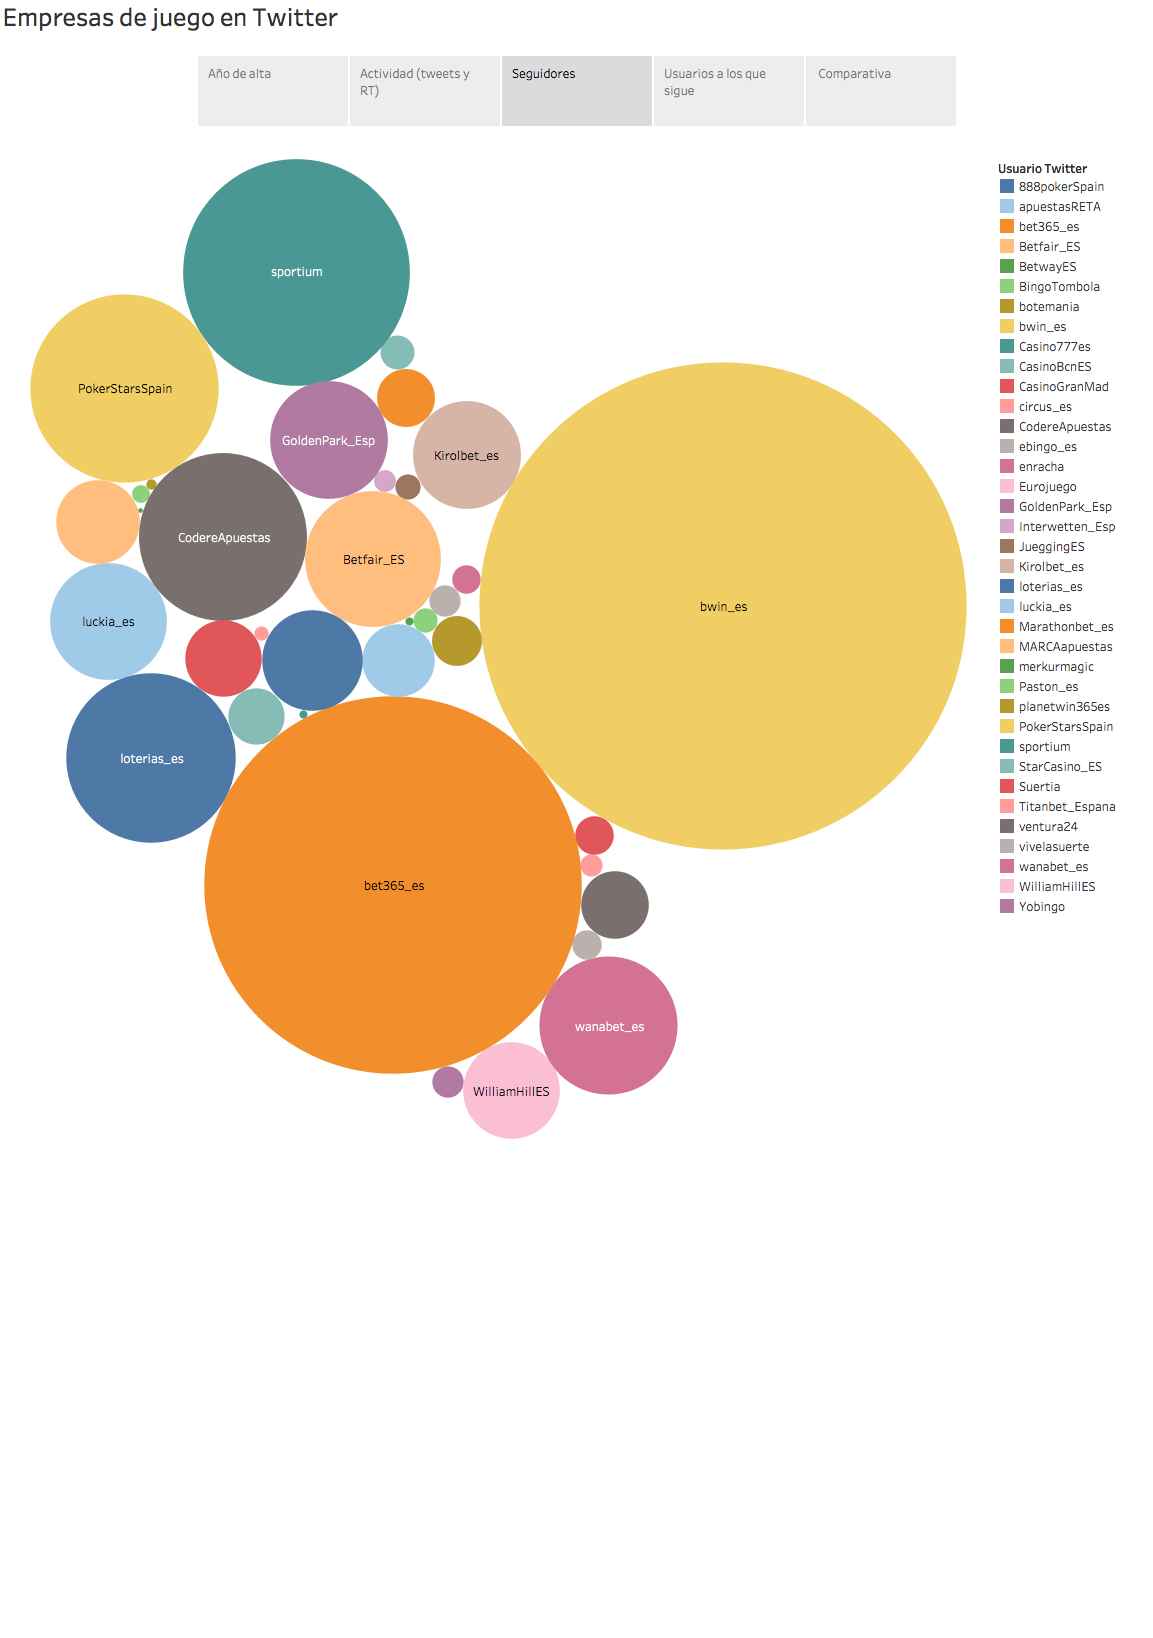 Empresas de juego en Twitter
Año de alta
Actividad (tweets y
RT)
Seguidores
Usuarios a los que
sigue
Comparativa
sportium
PokerStarsSpain
GoldenPark_Esp
Kirolbet_es
CodereApuestas
Betfair_ES
luckia_es
bwin_es
loterias_es
bet365_es
wanabet_es
WilliamHillES
Usuario Twitter
888pokerSpain
apuestasRETA
bet365_es
Betfair_ES
BetwayES
BingoTombola
botemania
bwin_es
Casino777es
CasinoBcnES
CasinoGranMad
circus_es
CodereApuestas
ebingo_es
enracha
Eurojuego
GoldenPark_Esp
Interwetten_Esp
JueggingES
Kirolbet_es
loterias_es
luckia_es
Marathonbet_es
MARCAapuestas
merkurmagic
Paston_es
planetwin365es
PokerStarsSpain
sportium
StarCasino_ES
Suertia
Titanbet_Espana
ventura24
vivelasuerte
wanabet_es
WilliamHillES
Yobingo